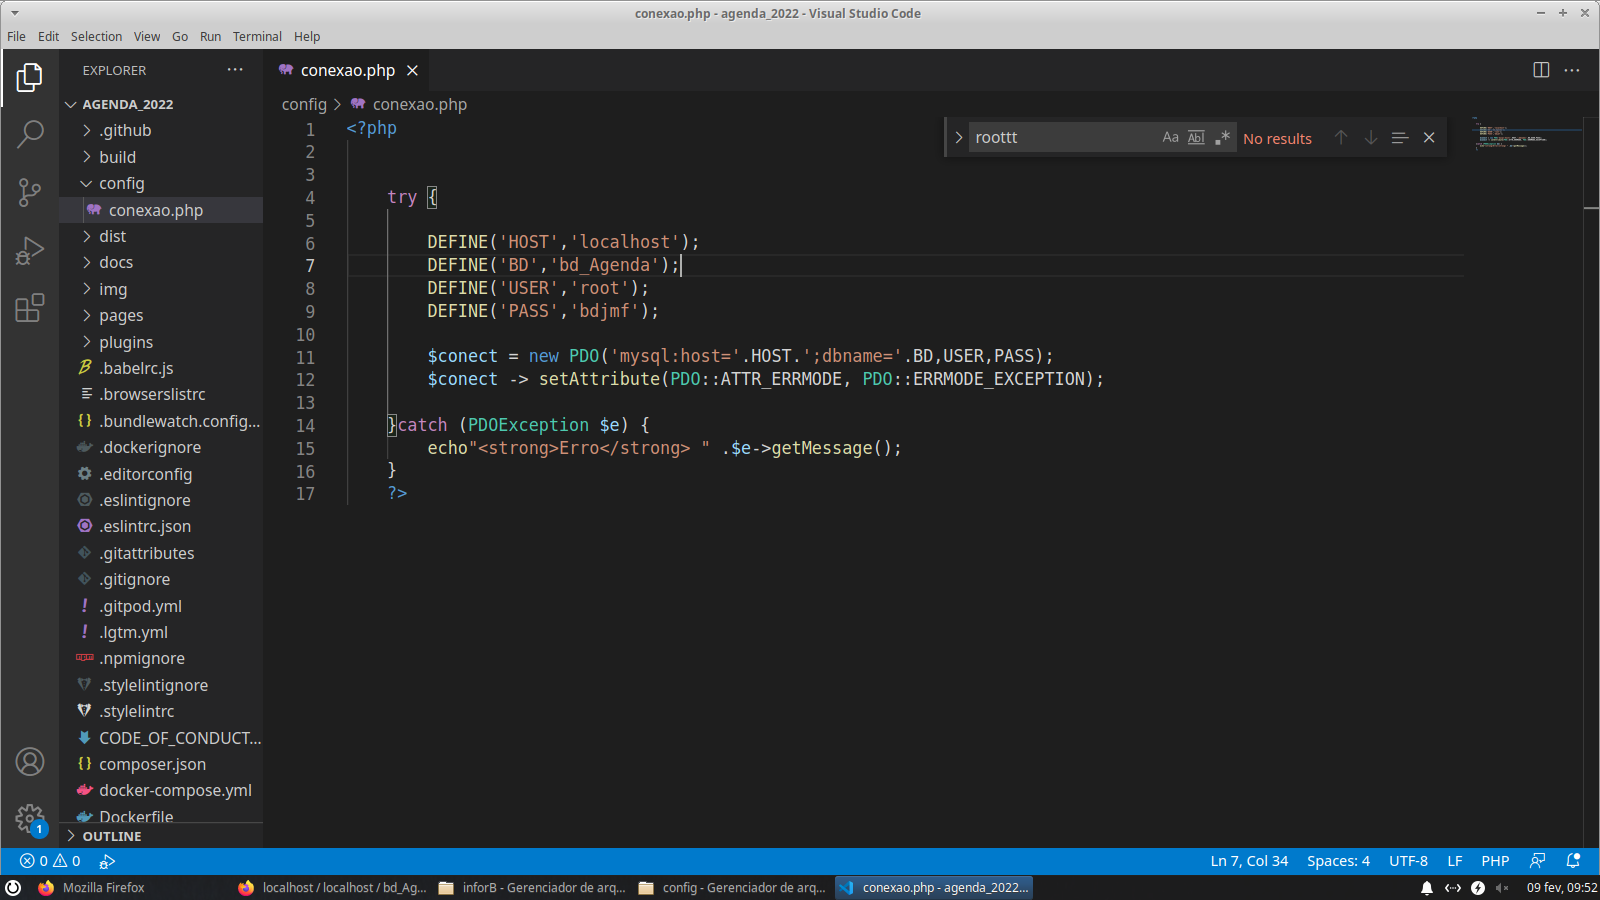 conexao.php - agenda_2022 - Visual Studio Code
File Edit Selection View Go Run Terminal Help
EXPLORER
AGENDA_2022
.github
build
config
conexao.php
dist
docs
img
pages
plugins
.babelrc.js
.browserslistrc
.bundlewatch.config...
.dockerignore
.editorconfig
.eslintignore
.eslintrc.json
.gitattributes
.gitignore
.gitpod.yml
.lgtm.yml
.npmignore
.stylelintignore
.stylelintrc
CODE_OF_CONDUCT...
composer.json
docker-compose.yml
Dockerfile
OUTLINE
1
conexao.php
config > conexao.php
roottt Aa Abl .* No results
1 <?php
2
3
4 try {
5
6 DEFINE('HOST','localhost');
7 DEFINE('BD','bd_Agenda');
8 DEFINE('USER','root');
9 DEFINE('PASS','bdjmf');
10
11 $conect = new PDO('mysql:host='.HOST.';dbname='.BD,USER,PASS);
12 $conect -> setAttribute(PDO::ATTR_ERRMODE, PDO::ERRMODE_EXCEPTION);
13
14 }catch (PDOException $e) {
15 echo"<strong>Erro</strong> " .$e->getMessage();
16 }
17 ?>
0 0 Ln 7, Col 34 Spaces: 4 UTF-8 LF PHP
Mozilla Firefox localhost / localhost / bd_Ag... inforB - Gerenciador de arq... config - Gerenciador de arq... conexao.php - agenda_2022... 09 fev, 09:52